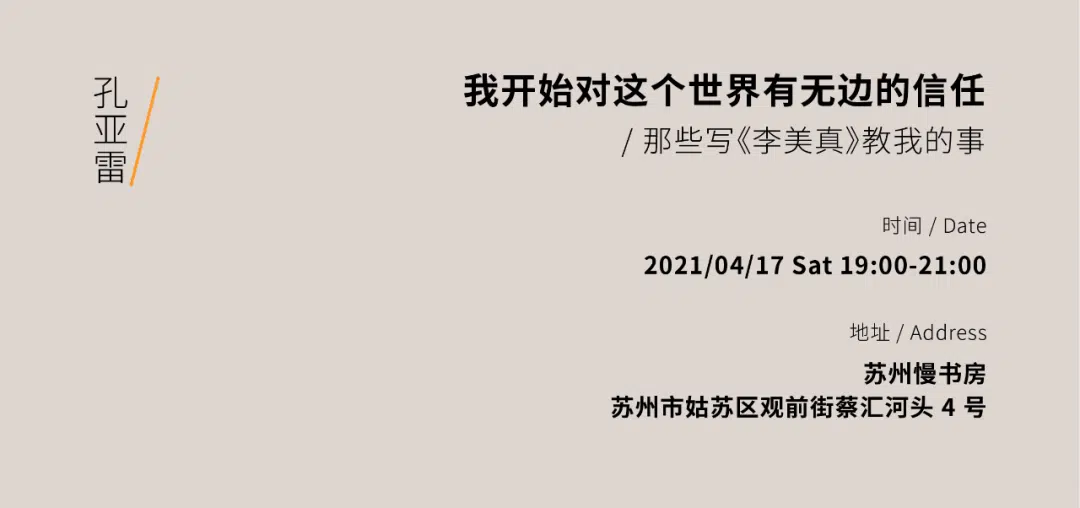 孔亚雷
我开始对这个世界有无边的信任
/ 那些写《李美真》教我的事
时间 / Date
2021/04/17 Sat 19:00-21:00
地址 / Address
苏州慢书房
苏州市姑苏区观前街蔡汇河头 4 号